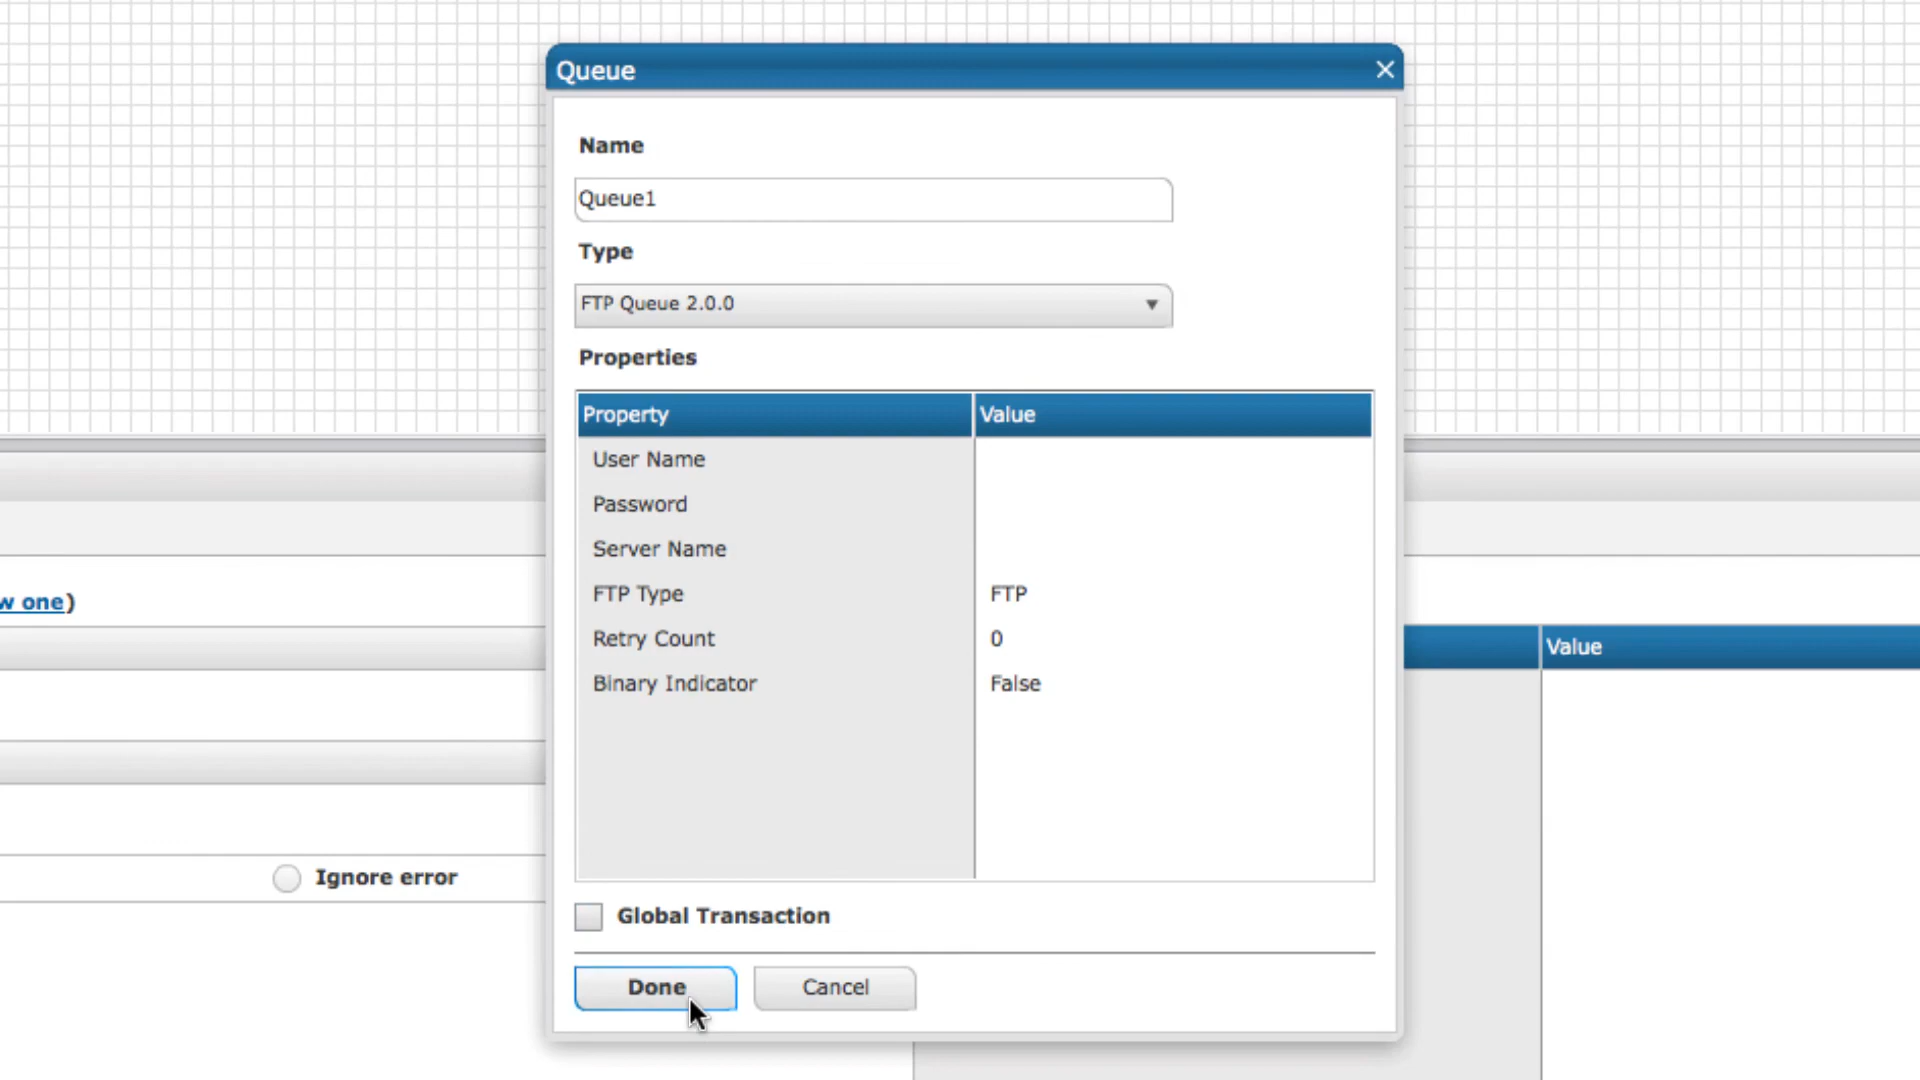 Queue
Name
Queue1
Type
FTP Queue 2.0.0
Properties
Property Value
User Name
Password
Server Name
FTP Type FTP
Retry Count 0
Binary Indicator False
Global Transaction
Done Cancel
w one)
Value
Ignore error